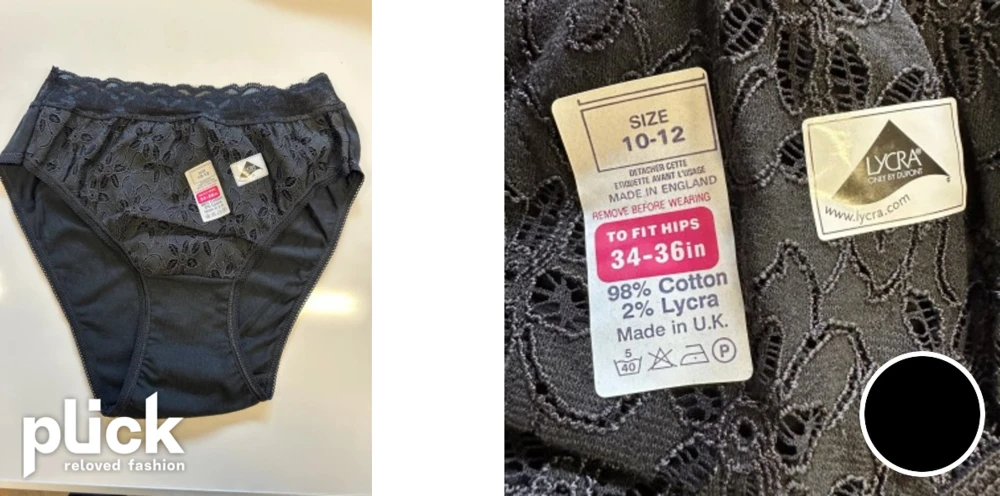 plick
reloved fashion
SIZE
10-12
DETACHER CETTE
ETIQUETTE AVANT L'USAGE
MADE IN ENGLAND
REMOVE BEFORE WEARING
TO FIT HIPS
34-36in
98% Cotton
2% Lycra
Made in U.K.
5
40
P
LYCRA®
ONLY BY DUPONT
www.lycra.com